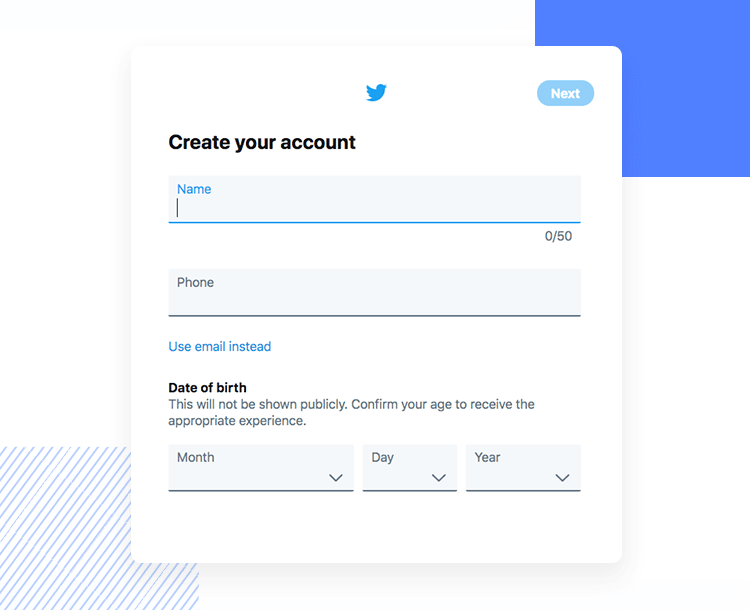 Next
Create your account
Name
0/50
Phone
Use email instead
Date of birth
This will not be shown publicly. Confirm your age to receive the
appropriate experience.
Month Day Year